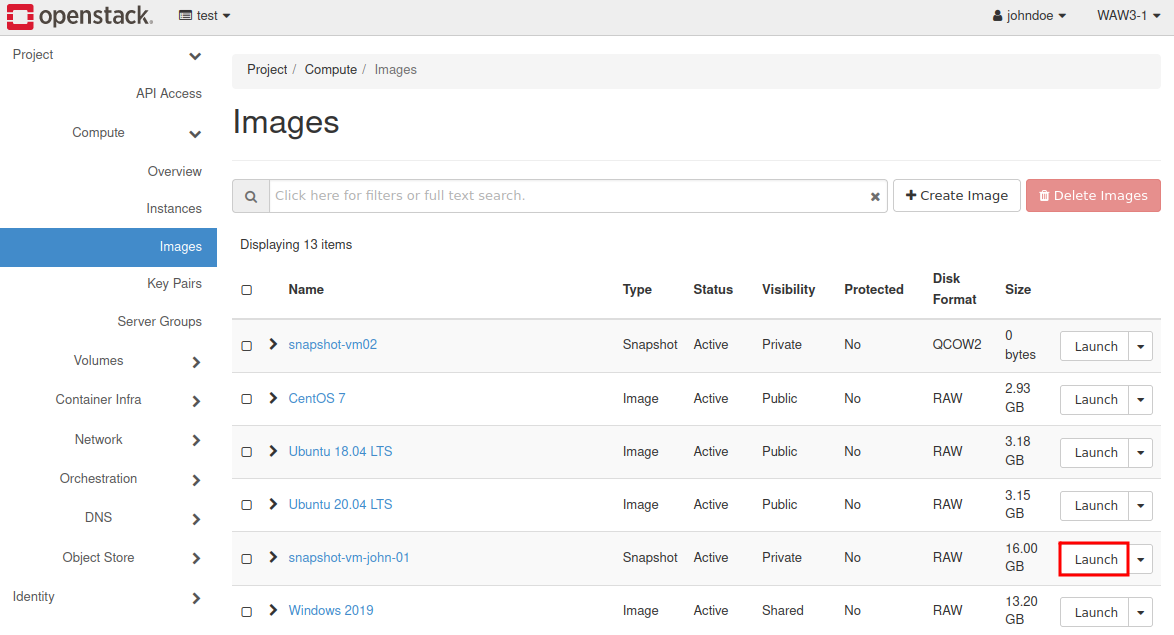 openstack. test johndoe WAW3-1
Project
API Access
Compute
Overview
Instances
Images
Key Pairs
Server Groups
Volumes
Container Infra
Network
Orchestration
DNS
Object Store
Identity
Project / Compute / Images
Images
Click here for filters or full text search. Create Image Delete Images
Displaying 13 items
Name Type Status Visibility Protected Disk Format Size
snapshot-vm02 Snapshot Active Private No QCOW2 0 bytes Launch
CentOS 7 Image Active Public No RAW 2.93 GB Launch
Ubuntu 18.04 LTS Image Active Public No RAW 3.18 GB Launch
Ubuntu 20.04 LTS Image Active Public No RAW 3.15 GB Launch
snapshot-vm-john-01 Snapshot Active Private No RAW 16.00 GB Launch
Windows 2019 Image Active Shared No RAW 13.20 GB Launch